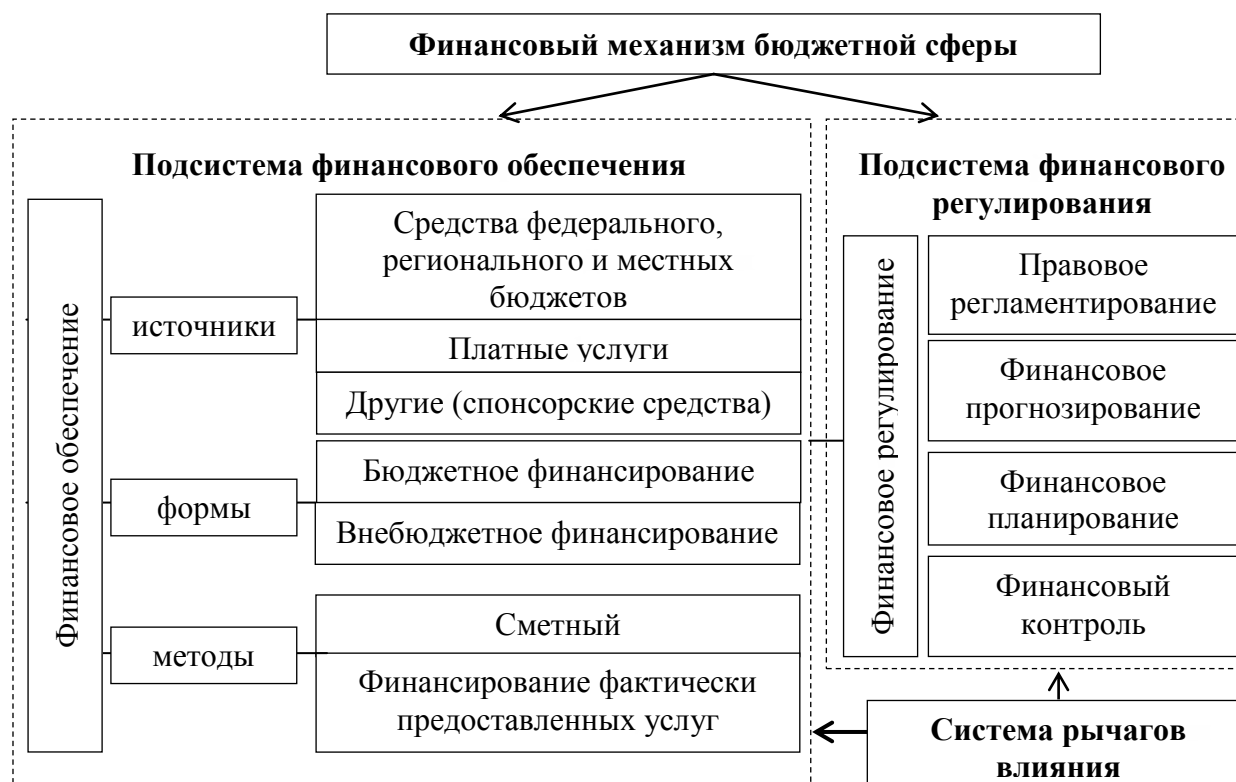 Финансовый механизм бюджетной сферы
Подсистема финансового обеспечения
Финансовое обеспечение
источники
Средства федерального,
регионального и местных
бюджетов
Платные услуги
Другие (спонсорские средства)
формы
Бюджетное финансирование
Внебюджетное финансирование
методы
Сметный
Финансирование фактически
предоставленных услуг
Подсистема финансового
регулирования
Финансовое регулирование
Правовое
регламентирование
Финансовое
прогнозирование
Финансовое
планирование
Финансовый
контроль
Система рычагов
влияния